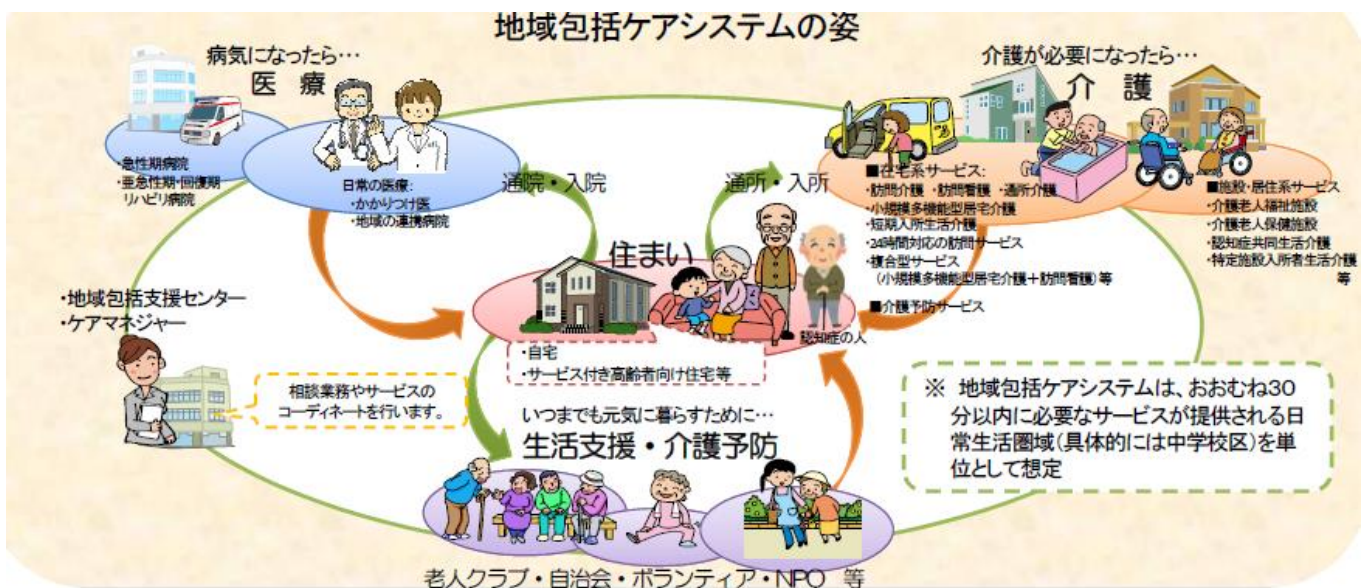 地域包括ケアシステムの姿
病気になったら…
医 療
・急性期病院
・亜急性期・回復期
リハビリ病院
日常の医療:
・かかりつけ医
・地域の連携病院
通院・入院
通所・入所
介護が必要になったら…
介 護
■在宅系サービス:
・訪問介護 ・訪問看護 ・通所介護
・小規模多機能型居宅介護
・短期入所生活介護
・24時間対応の訪問サービス
・複合型サービス
(小規模多機能型居宅介護+訪問看護)等
■介護予防サービス
■施設・居住系サービス
・介護老人福祉施設
・介護老人保健施設
・認知症共同生活介護
・特定施設入所者生活介護
等
住まい
認知症の人
・自宅
・サービス付き高齢者向け住宅等
・地域包括支援センター
・ケアマネジャー
相談業務やサービスの
コーディネートを行います。
いつまでも元気に暮らすために…
生活支援・介護予防
老人クラブ・自治会・ボランティア・NPO 等
※ 地域包括ケアシステムは、おおむね30
分以内に必要なサービスが提供される日
常生活圏域(具体的には中学校区)を単
位として想定